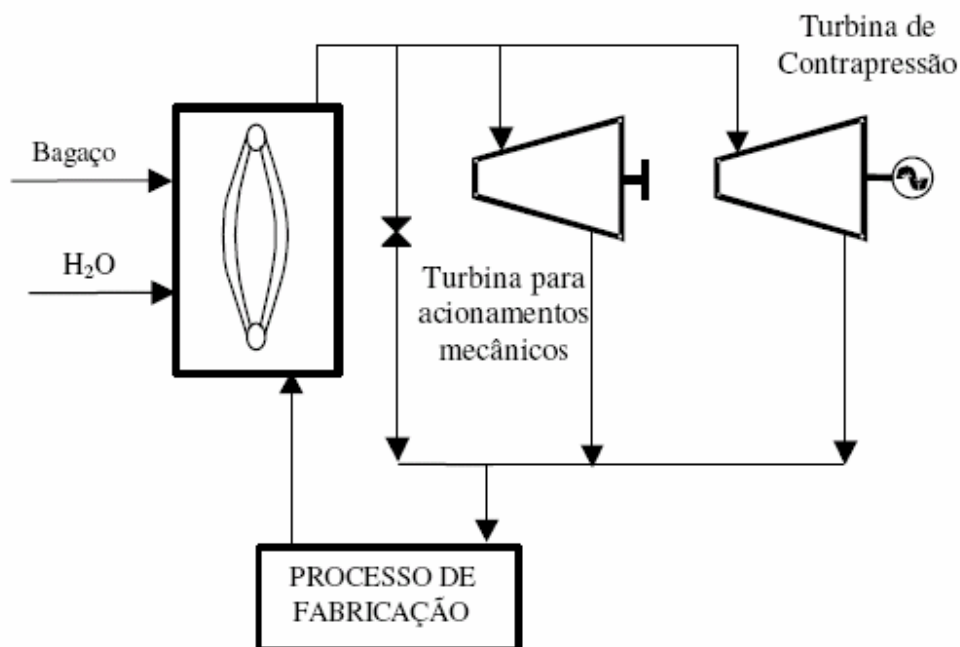 Turbina de
Contrapressão
Bagaço
H₂O
Turbina para
acionamentos
mecânicos
PROCESSO DE
FABRICAÇÃO